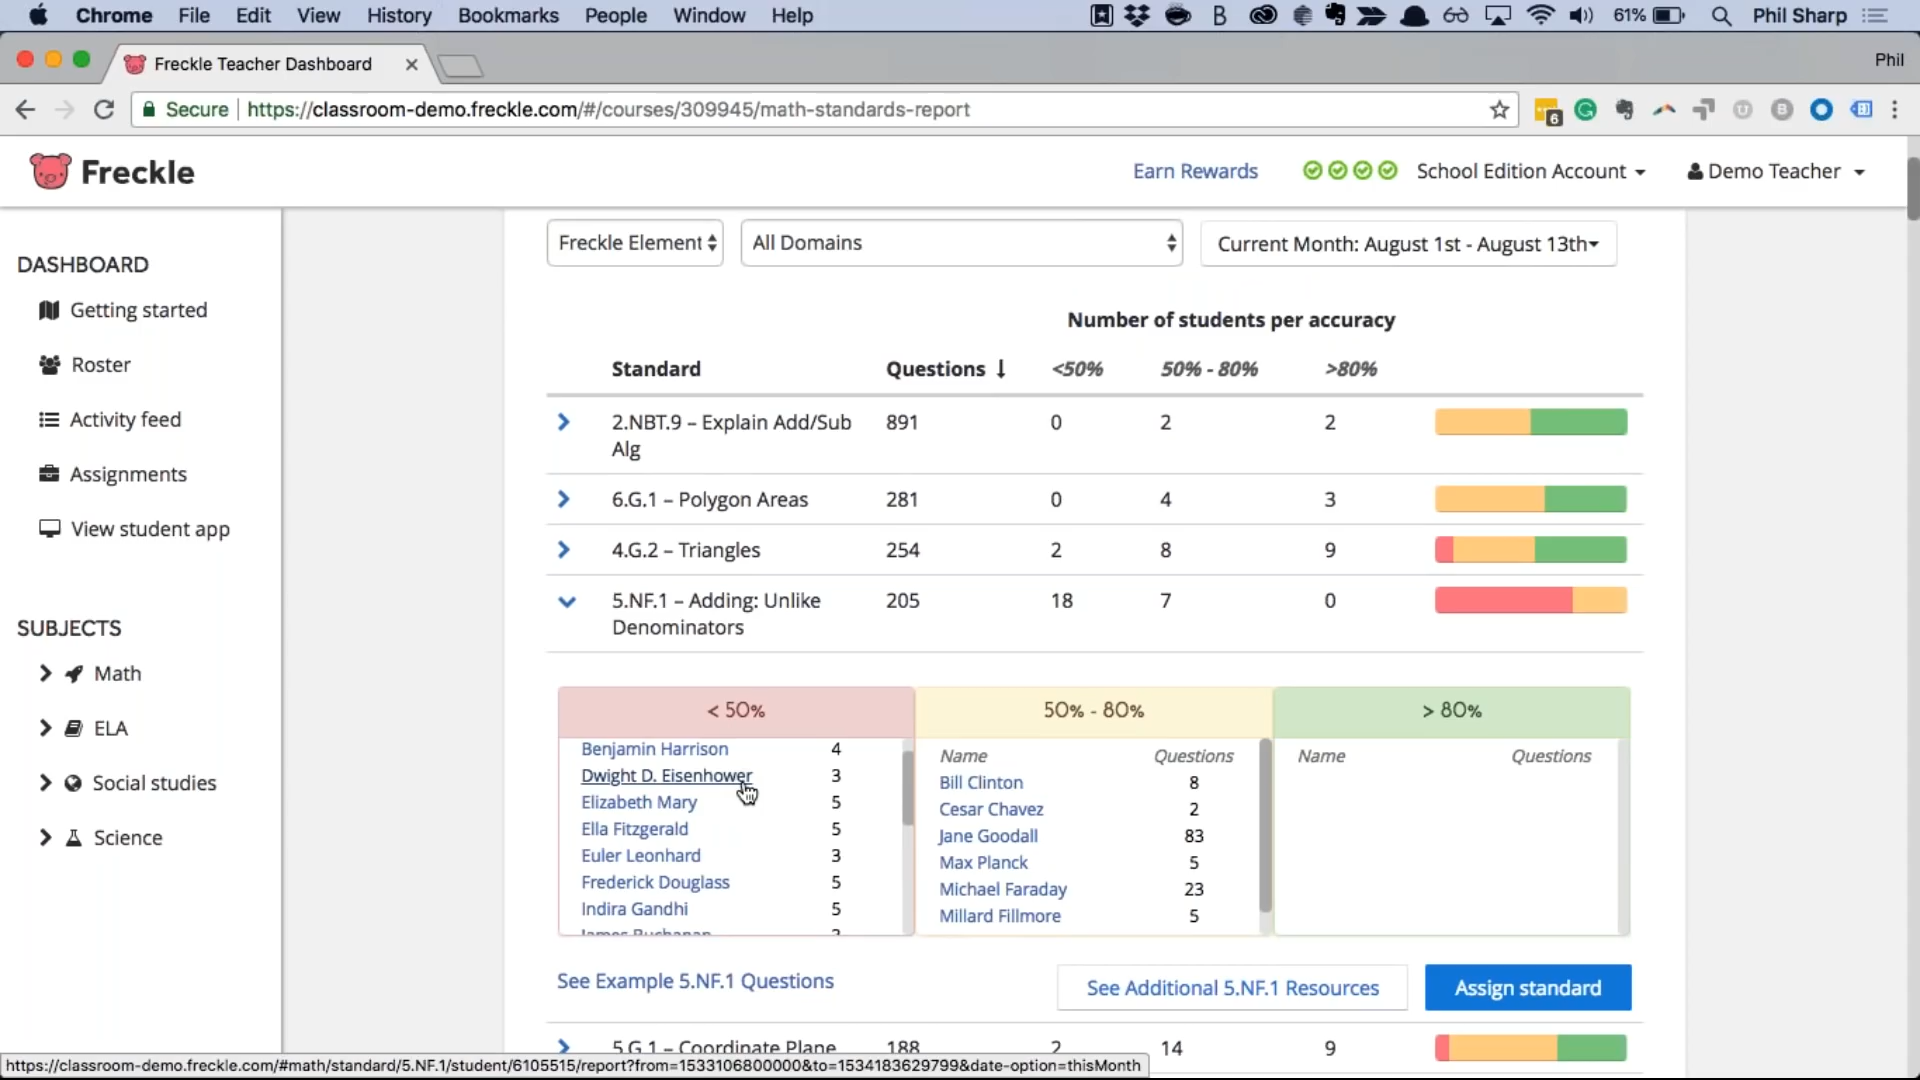 Chrome File Edit View History Bookmarks People Window Help 61% Phil Sharp
Freckle Teacher Dashboard Phil
Secure https://classroom-demo.freckle.com/#/courses/309945/math-standards-report 6
Freckle Earn Rewards School Edition Account Demo Teacher
DASHBOARD
Getting started
Roster
Activity feed
Assignments
View student app
SUBJECTS
Math
ELA
Social studies
Science
Freckle Element All Domains Current Month: August 1st - August 13th
Number of students per accuracy
Standard Questions ↓ <50% 50% - 80% >80%
2.NBT.9 – Explain Add/Sub 891 0 2 2
Alg
6.G.1 – Polygon Areas 281 0 4 3
4.G.2 – Triangles 254 2 8 9
5.NF.1 – Adding: Unlike 205 18 7 0
Denominators
< 50% 50% - 80% > 80%
Benjamin Harrison 4
Dwight D. Eisenhower 3
Elizabeth Mary 5
Ella Fitzgerald 5
Euler Leonhard 3
Frederick Douglass 5
Indira Gandhi 5
James Buchanan
Name Questions
Bill Clinton 8
Cesar Chavez 2
Jane Goodall 83
Max Planck 5
Michael Faraday 23
Millard Fillmore 5
Name Questions
See Example 5.NF.1 Questions See Additional 5.NF.1 Resources Assign standard
5.G.1 – Coordinate Plane 188 2 14 9
https://classroom-demo.freckle.com/#math/standard/5.NF.1/student/6105515/report?from=1533106800000&to=1534183629799&date-option=thisMonth